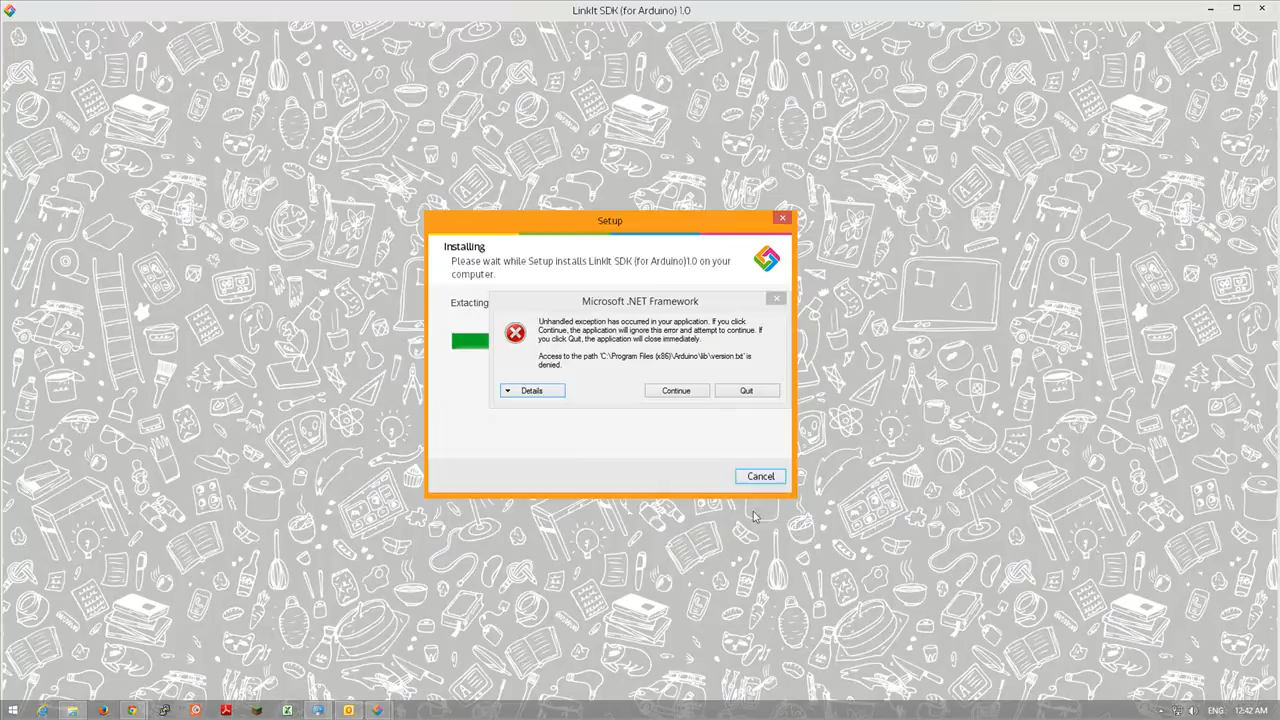 LinkIt SDK (for Arduino) 1.0
Setup
Installing
Please wait while Setup installs LinkIt SDK (for Arduino)1.0 on your
computer.
Extacting
Microsoft .NET Framework
Unhandled exception has occurred in your application. If you click
Continue, the application will ignore this error and attempt to continue. If
you click Quit, the application will close immediately.
Access to the path 'C:\Program Files (x86)\Arduino\lib\version.txt' is
denied.
Details
Continue
Quit
Cancel
ENG
12:42 AM